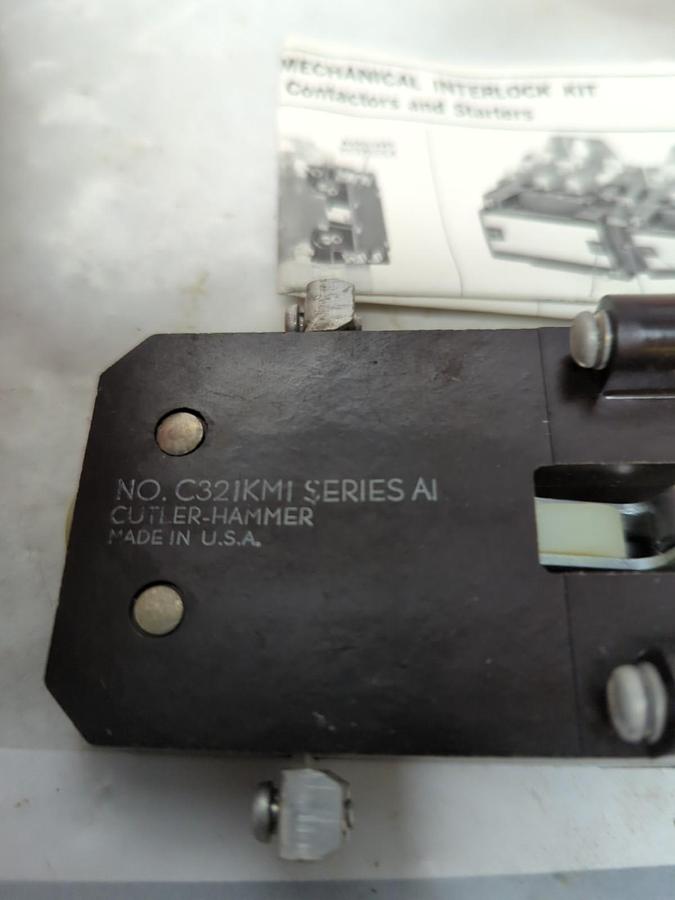 MECHANICAL INTERLOCK KIT
Contactors and Starters
NO. C321KM1 SERIES A1
CUTLER-HAMMER
MADE IN U.S.A.